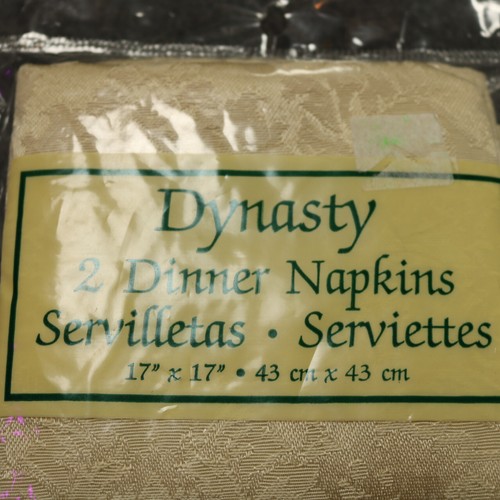 Dynasty
2 Dinner Napkins
Servilletas • Serviettes
17" x 17" • 43 cm x 43 cm